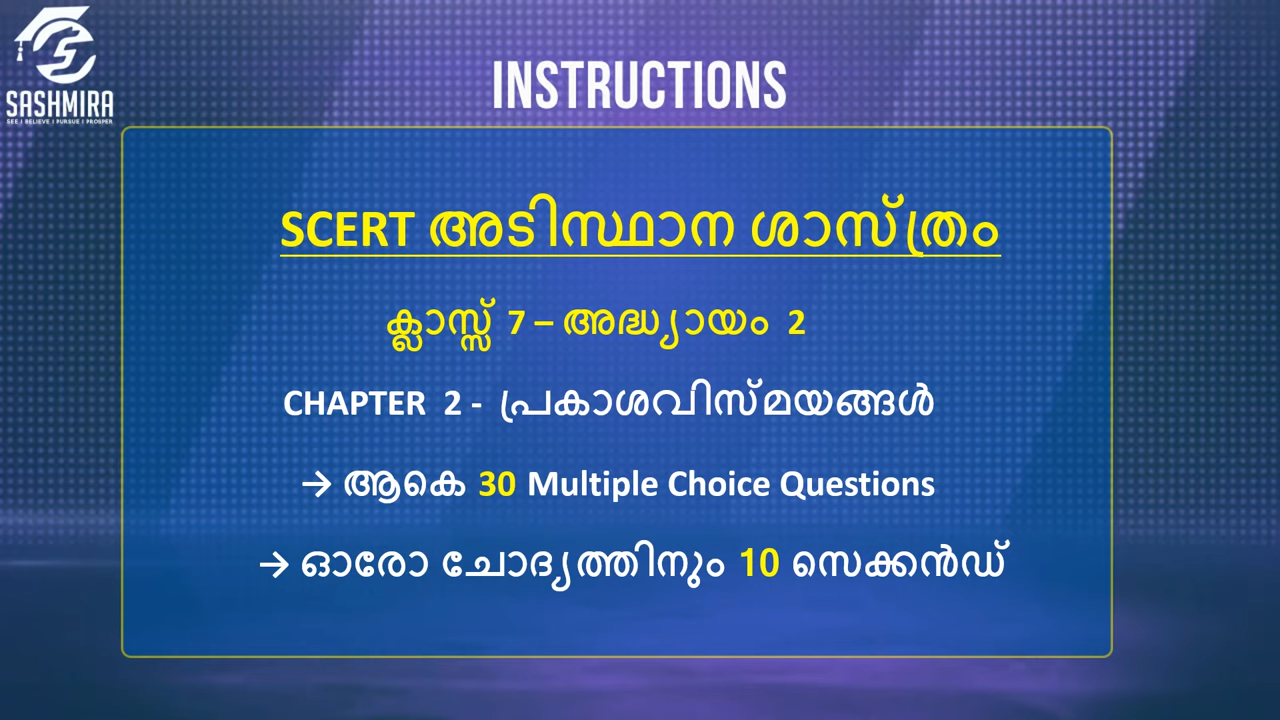 SASHMIRA
SEE I BELIEVE I PURSUE I PROSPER
INSTRUCTIONS
SCERT അടിസ്ഥാന ശാസ്ത്രം
ക്ലാസ്സ് 7 – അദ്ധ്യായം 2
CHAPTER 2 - പ്രകാശവിസ്മയങ്ങൾ
→ ആകെ 30 Multiple Choice Questions
→ ഓരോ ചോദ്യത്തിനും 10 സെക്കൻഡ്